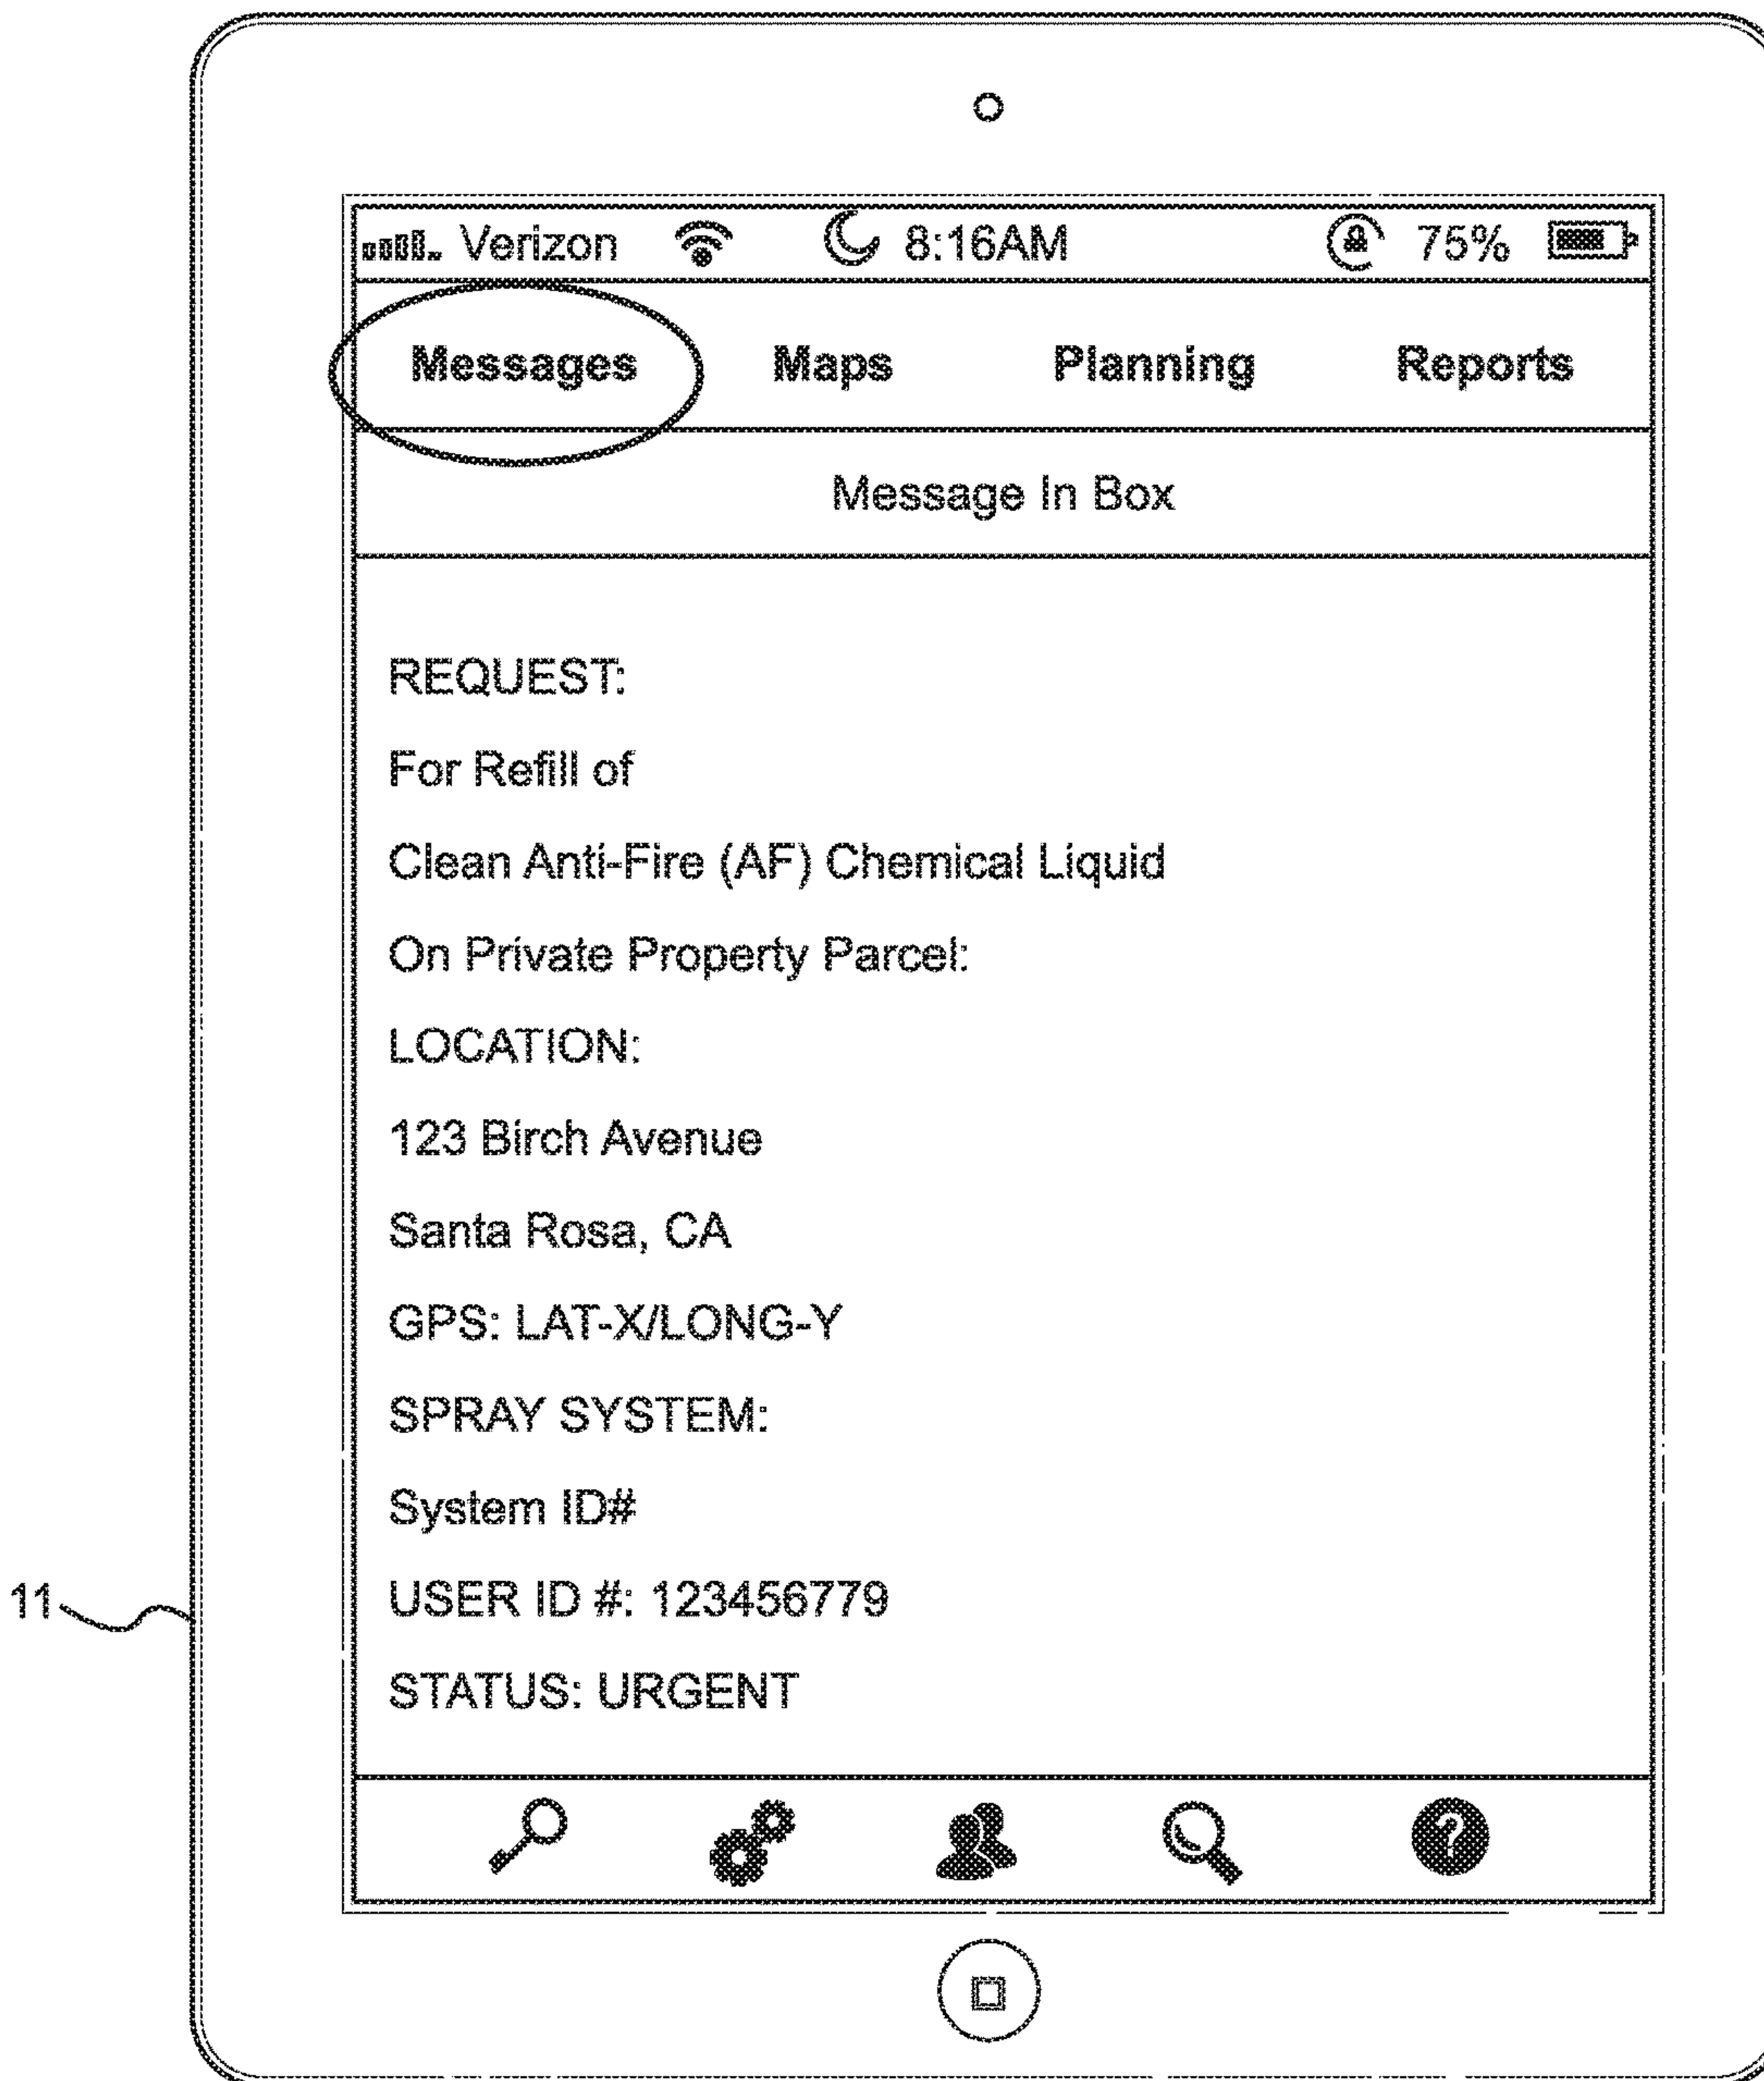 Verizon 8:16AM 75%
Messages Maps Planning Reports
Message In Box
REQUEST:
For Refill of
Clean Anti-Fire (AF) Chemical Liquid
On Private Property Parcel:
LOCATION:
123 Birch Avenue
Santa Rosa, CA
GPS: LAT-X/LONG-Y
SPRAY SYSTEM:
System ID#
11
USER ID #: 123456779
STATUS: URGENT
?